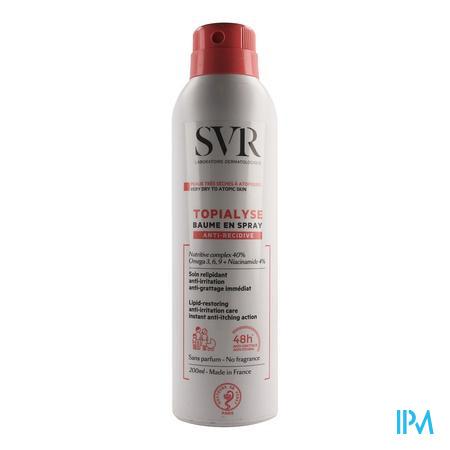 SVR
LABORATOIRE DERMATOLOGIQUE
PEAUX TRÈS SÈCHES À ATOPIQUES
VERY DRY TO ATOPIC SKIN
TOPIALYSE
BAUME EN SPRAY
ANTI-RECIDIVE
Nutritive complex 40%
Omega 3, 6, 9 + Niacinamide 4%
Soin relipidant
anti-irritation
anti-grattage immédiat
Lipid-restoring
anti-irritation care
instant anti-itching action
48h
Sans parfum - No fragrance
200ml - Made in France
PARIS
IPM